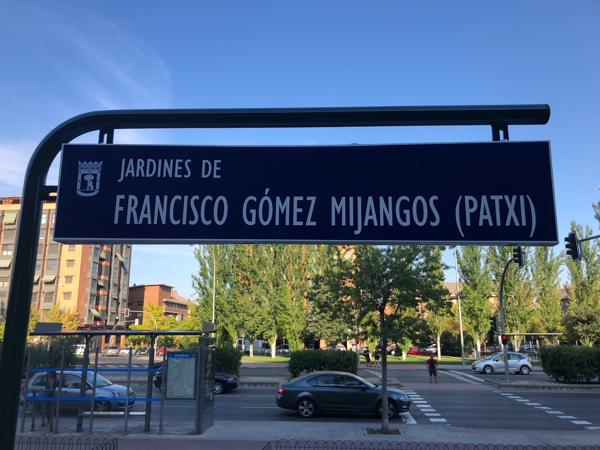 JARDINES DE
FRANCISCO GÓMEZ MIJANGOS (PATXI)